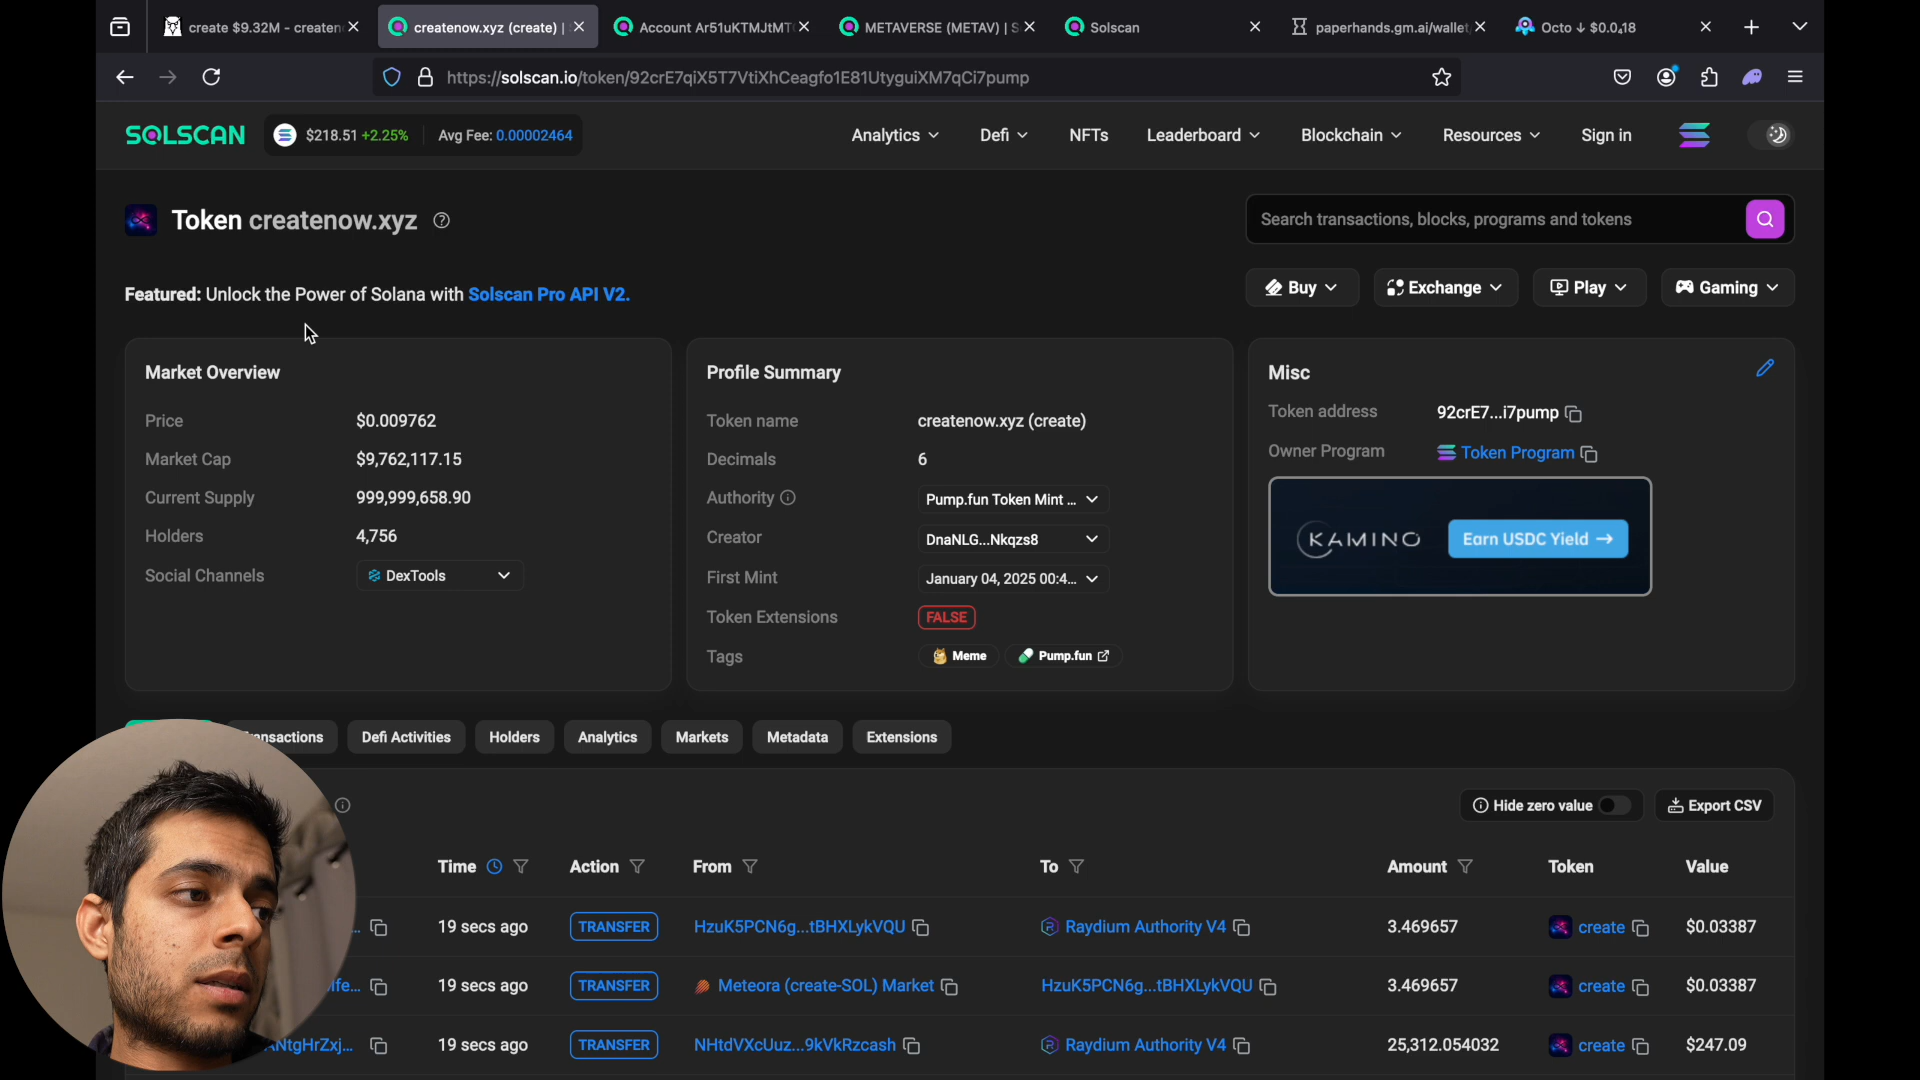 create $9.32M - createn
createnow.xyz (create) |
Account Ar51uKTMJtMT
METAVERSE (METAV) | S
Solscan
paperhands.gm.ai/wallet
Octo ↓ $0.0₄18
https://solscan.io/token/92crE7qiX5T7VtiXhCeagfo1E81UtyguiXM7qCi7pump
SOLSCAN
$218.51 +2.25%
Avg Fee: 0.00002464
Analytics
Defi
NFTs
Leaderboard
Blockchain
Resources
Sign in
Token createnow.xyz
Search transactions, blocks, programs and tokens
Featured: Unlock the Power of Solana with Solscan Pro API V2.
Buy
Exchange
Play
Gaming
Market Overview
Price $0.009762
Market Cap $9,762,117.15
Current Supply 999,999,658.90
Holders 4,756
Social Channels DexTools
Profile Summary
Token name createnow.xyz (create)
Decimals 6
Authority Pump.fun Token Mint ...
Creator DnaNLG...Nkqzs8
First Mint January 04, 2025 00:4...
Token Extensions FALSE
Tags Meme Pump.fun
Misc
Token address 92crE7...i7pump
Owner Program Token Program
KAMINO Earn USDC Yield →
ansactions
Defi Activities
Holders
Analytics
Markets
Metadata
Extensions
Hide zero value
Export CSV
Time Action From To Amount Token Value
19 secs ago TRANSFER HzuK5PCN6g...tBHXLykVQU Raydium Authority V4 3.469657 create $0.03387
fe... 19 secs ago TRANSFER Meteora (create-SOL) Market HzuK5PCN6g...tBHXLykVQU 3.469657 create $0.03387
NtgHrZxj... 19 secs ago TRANSFER NHtdVXcUuz...9kVkRzcash Raydium Authority V4 25,312.054032 create $247.09